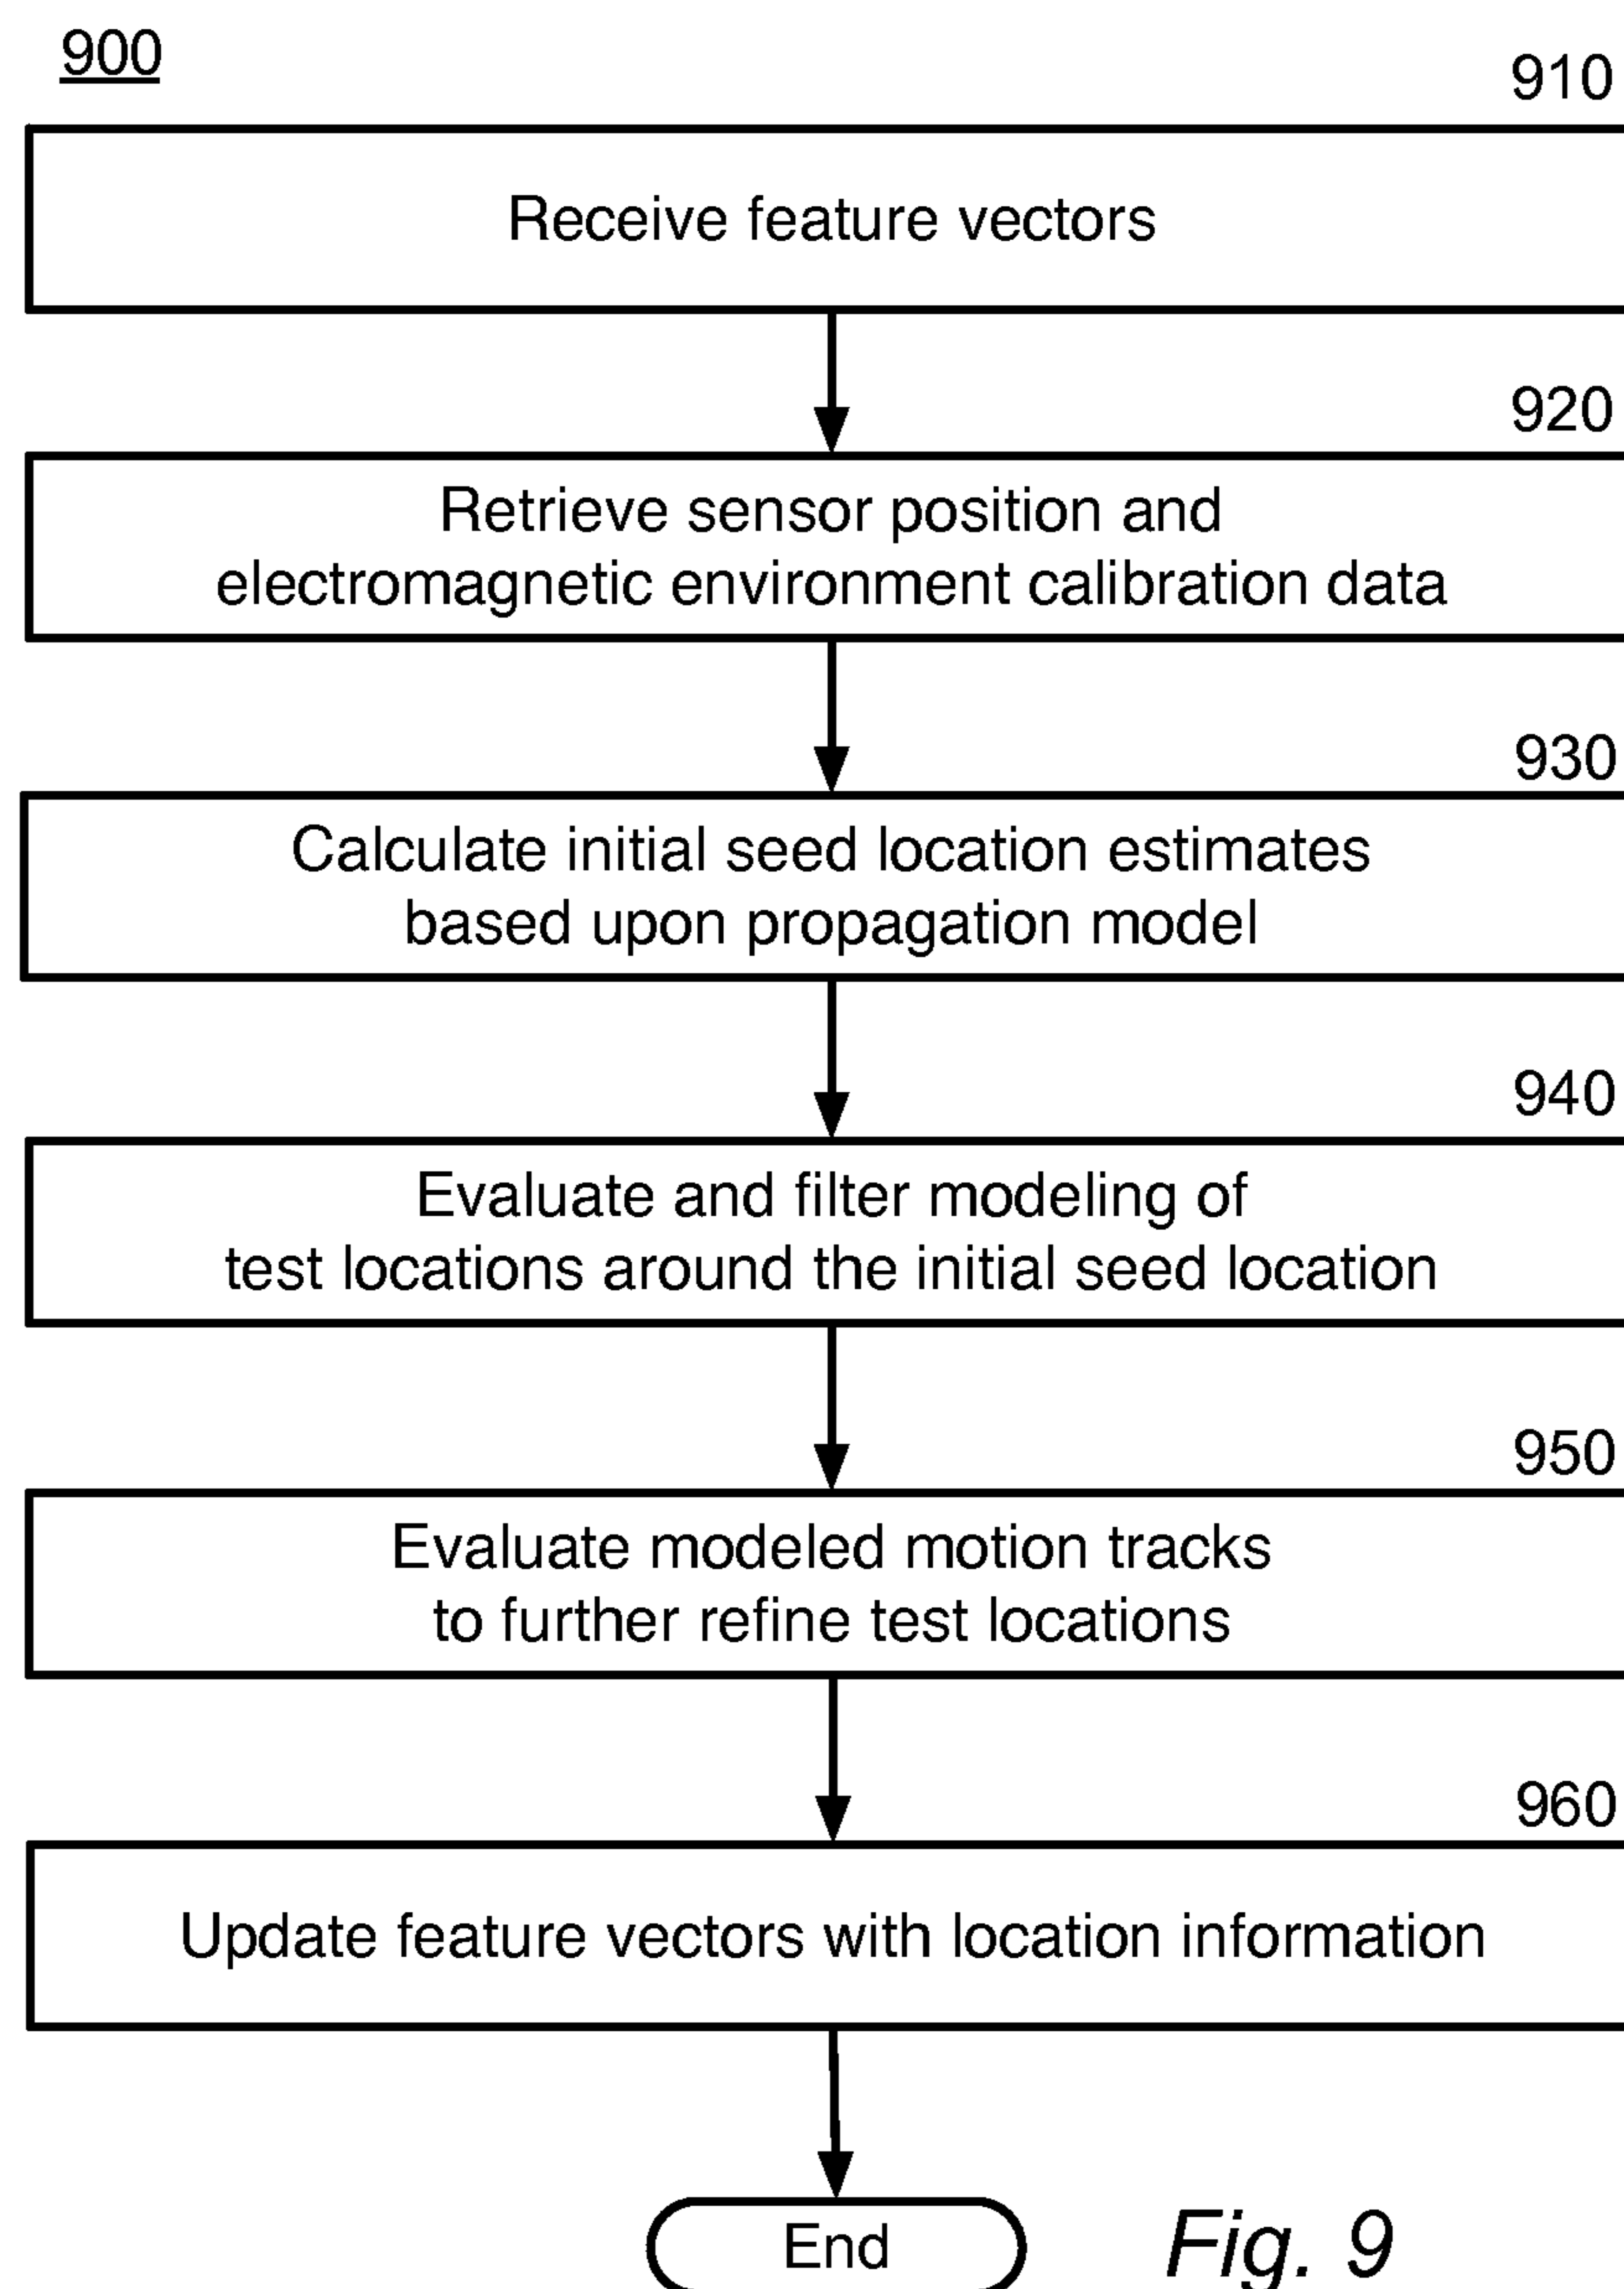 900
910
Receive feature vectors
920
Retrieve sensor position and
electromagnetic environment calibration data
930
Calculate initial seed location estimates
based upon propagation model
940
Evaluate and filter modeling of
test locations around the initial seed location
950
Evaluate modeled motion tracks
to further refine test locations
960
Update feature vectors with location information
End
Fig. 9